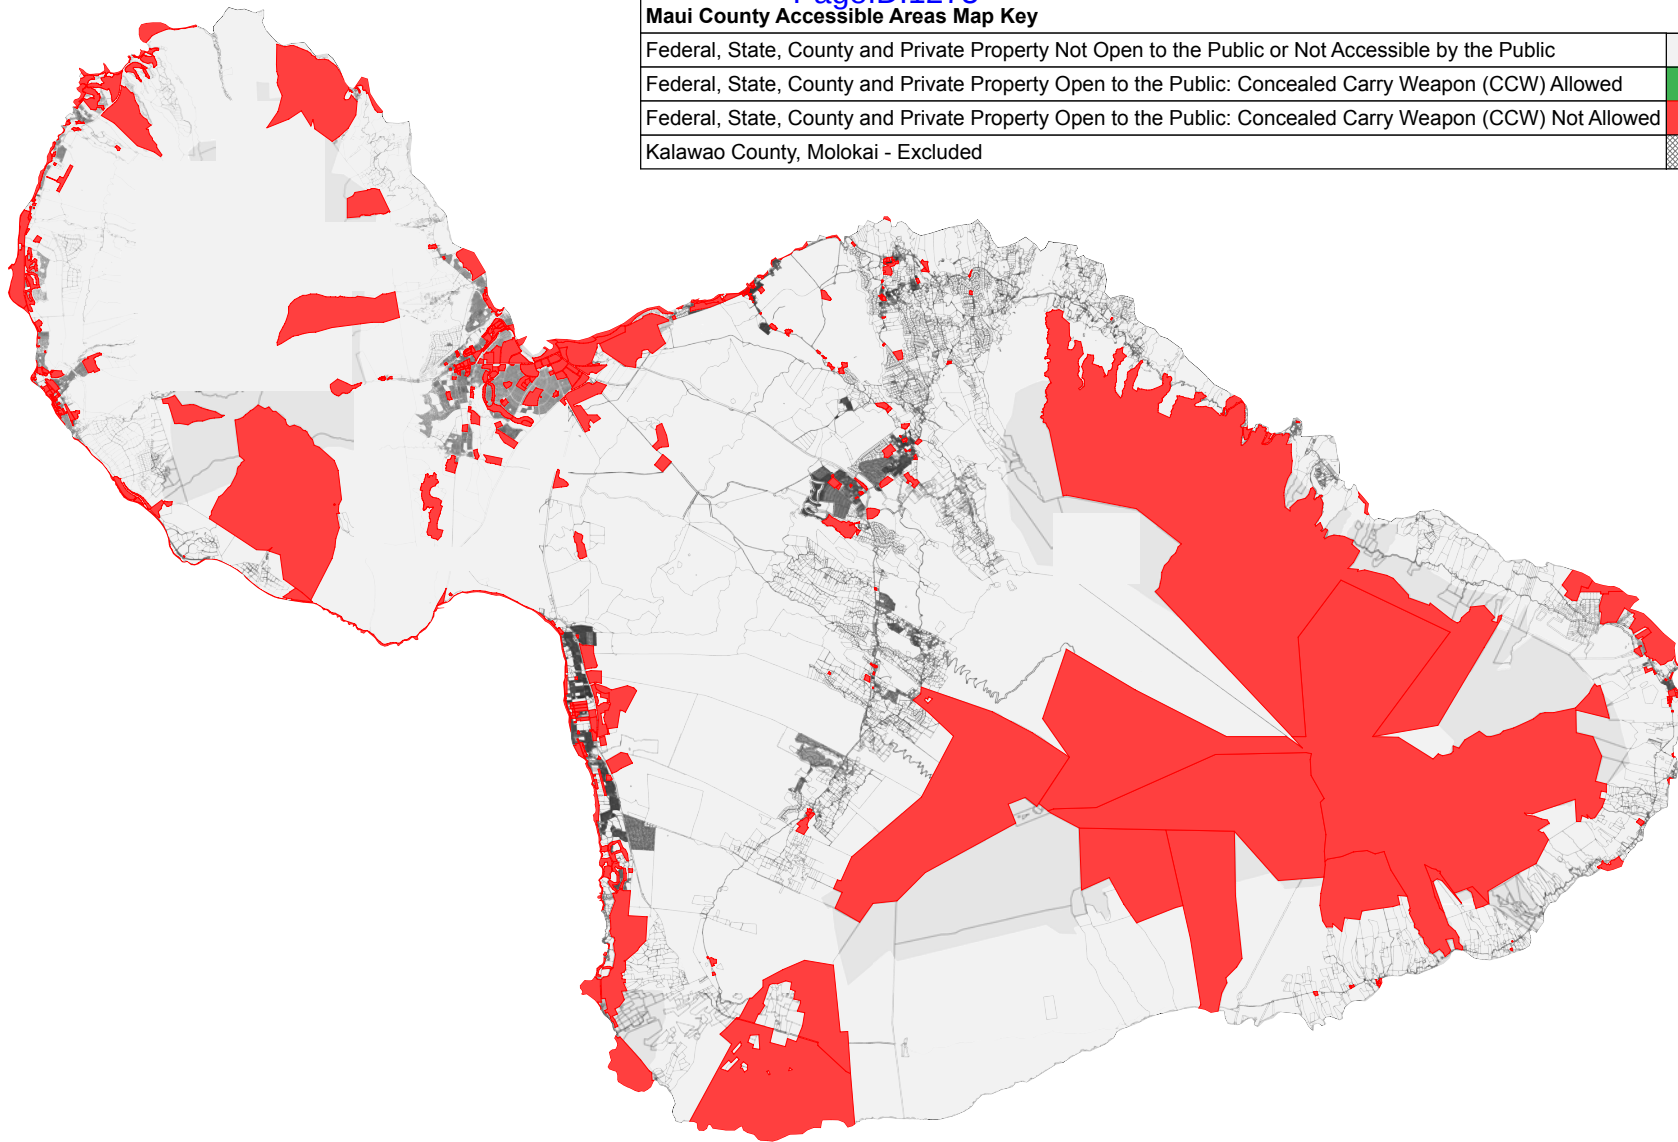 PageID.1273
Maui County Accessible Areas Map Key
Federal, State, County and Private Property Not Open to the Public or Not Accessible by the Public
Federal, State, County and Private Property Open to the Public: Concealed Carry Weapon (CCW) Allowed
Federal, State, County and Private Property Open to the Public: Concealed Carry Weapon (CCW) Not Allowed
Kalawao County, Molokai - Excluded